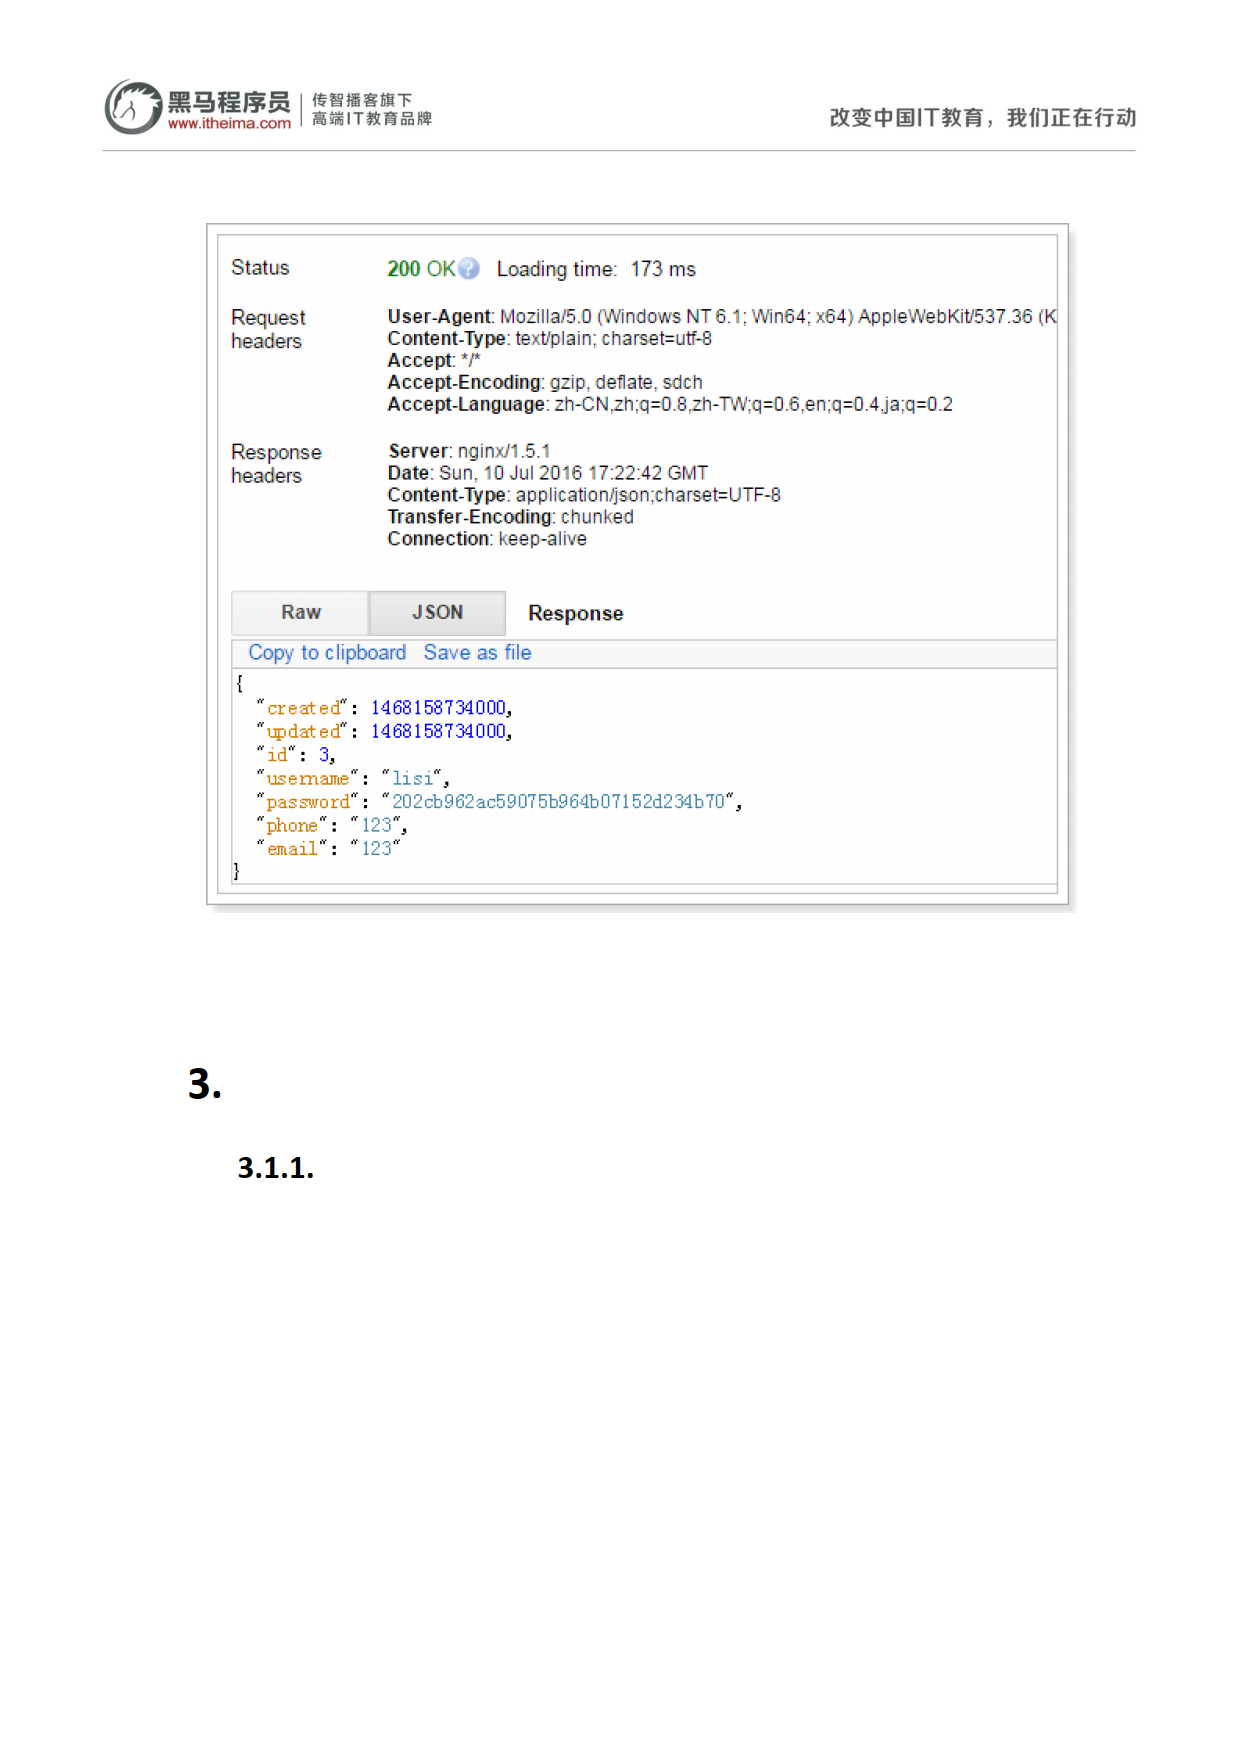 黑马程序员
www.itheima.com
传智播客旗下
高端IT教育品牌
改变中国IT教育，我们正在行动
Status 200 OK Loading time: 173 ms
Request headers
User-Agent: Mozilla/5.0 (Windows NT 6.1; Win64; x64) AppleWebKit/537.36 (K
Content-Type: text/plain; charset=utf-8
Accept: */*
Accept-Encoding: gzip, deflate, sdch
Accept-Language: zh-CN,zh;q=0.8,zh-TW;q=0.6,en;q=0.4,ja;q=0.2
Response headers
Server: nginx/1.5.1
Date: Sun, 10 Jul 2016 17:22:42 GMT
Content-Type: application/json;charset=UTF-8
Transfer-Encoding: chunked
Connection: keep-alive
Raw JSON Response
Copy to clipboard Save as file
{
"created": 1468158734000,
"updated": 1468158734000,
"id": 3,
"username": "lisi",
"password": "202cb962ac59075b964b07152d234b70",
"phone": "123",
"email": "123"
}
3.
3.1.1.